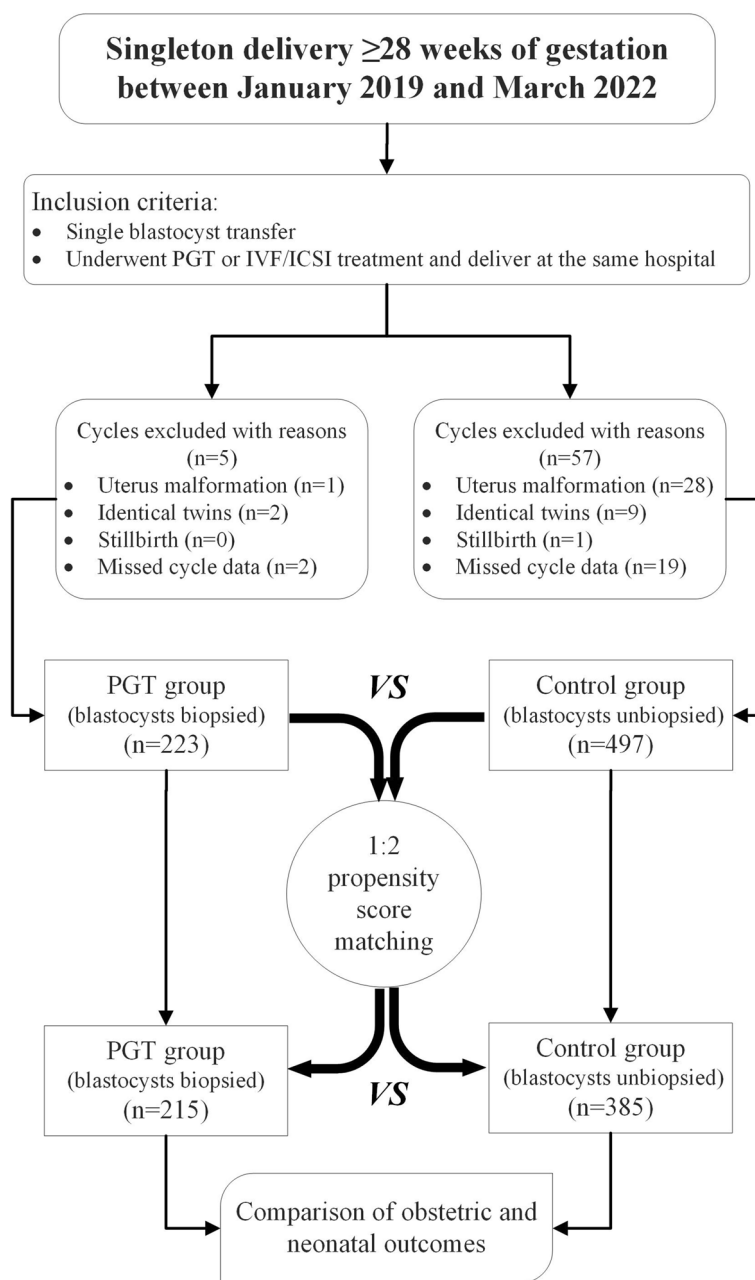 Singleton delivery ≥28 weeks of gestation
between January 2019 and March 2022
Inclusion criteria:
• Single blastocyst transfer
• Underwent PGT or IVF/ICSI treatment and deliver at the same hospital
Cycles excluded with reasons
(n=5)
• Uterus malformation (n=1)
• Identical twins (n=2)
• Stillbirth (n=0)
• Missed cycle data (n=2)
Cycles excluded with reasons
(n=57)
• Uterus malformation (n=28)
• Identical twins (n=9)
• Stillbirth (n=1)
• Missed cycle data (n=19)
PGT group
(blastocysts biopsied)
(n=223)
VS
Control group
(blastocysts unbiopsied)
(n=497)
1:2
propensity
score
matching
PGT group
(blastocysts biopsied)
(n=215)
VS
Control group
(blastocysts unbiopsied)
(n=385)
Comparison of obstetric and
neonatal outcomes